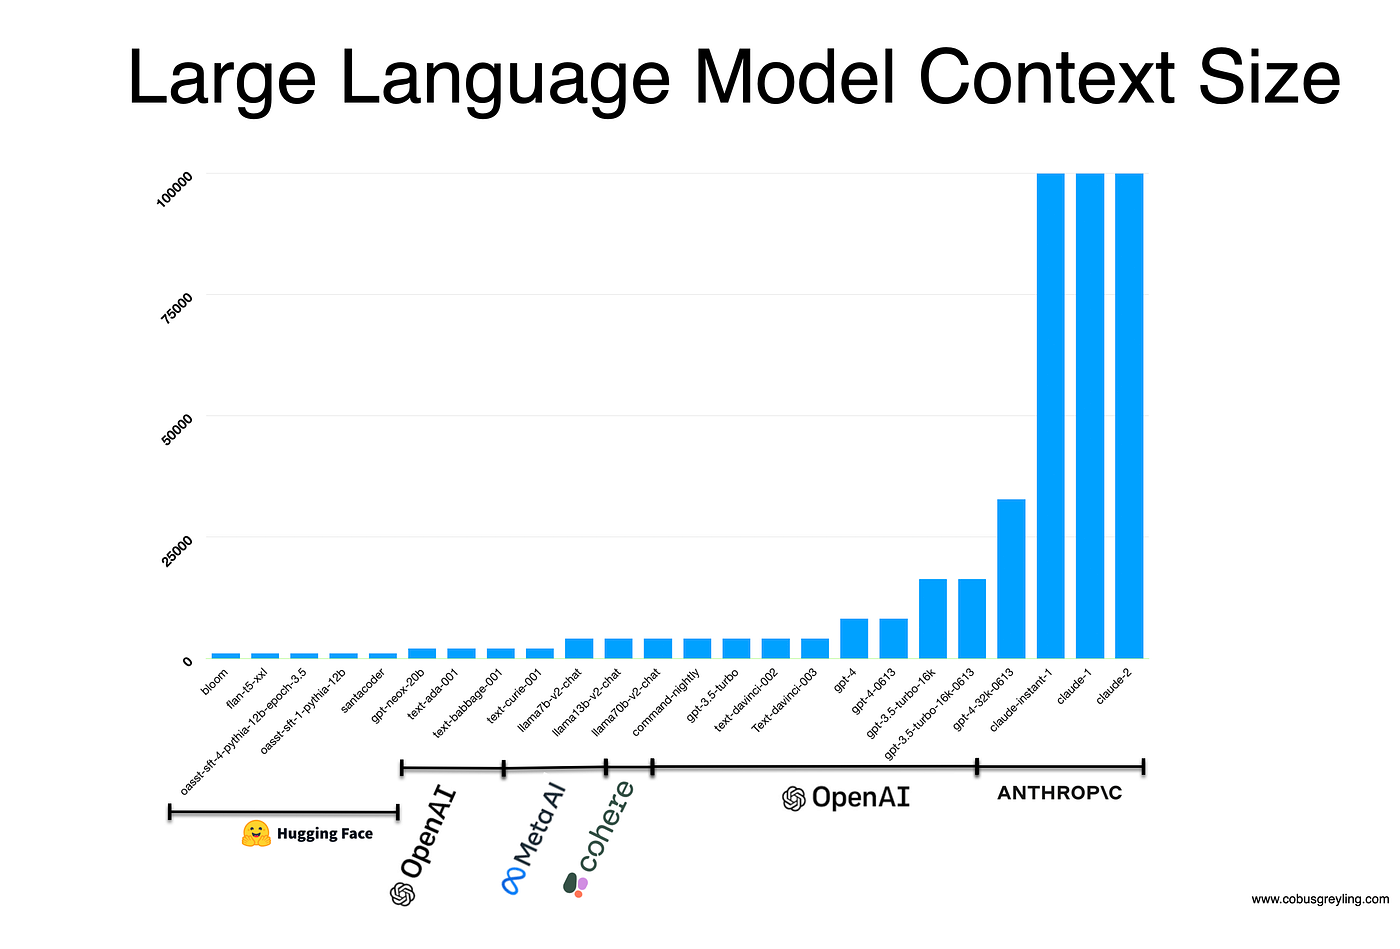 Large Language Model Context Size
100000
75000
50000
25000
0
bloom
flan-t5-xxl
oasst-sft-4-pythia-12b-epoch-3.5
oasst-sft-1-pythia-12b
santacoder
gpt-neox-20b
text-ada-001
text-babbage-001
text-curie-001
llama7b-v2-chat
llama13b-v2-chat
llama70b-v2-chat
command-nightly
gpt-3.5-turbo
text-davinci-002
Text-davinci-003
gpt-4
gpt-4-0613
gpt-3.5-turbo-16k
gpt-3.5-turbo-16k-0613
gpt-4-32k-0613
claude-instant-1
claude-1
claude-2
Hugging Face
OpenAI
Meta AI
cohere
OpenAI
ANTHROP\C
www.cobusgreyling.com